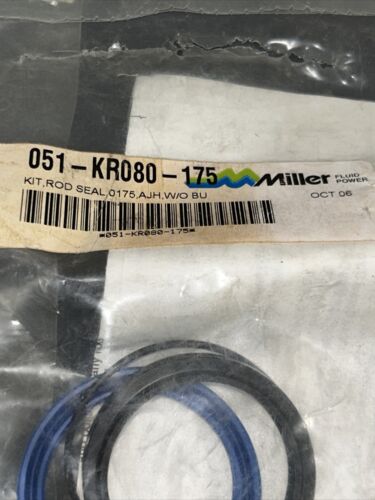 051-KR080-175
Miller FLUID POWER
KIT,ROD SEAL,0175,AJH,W/O BU
OCT 06
*051-KR080-175*